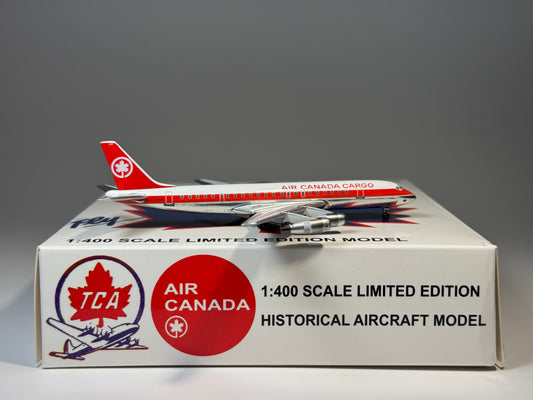 AIR CANADA CARGO
1:400 SCALE LIMITED EDITION MODEL
TCA
AIR
CANADA
1:400 SCALE LIMITED EDITION
HISTORICAL AIRCRAFT MODEL